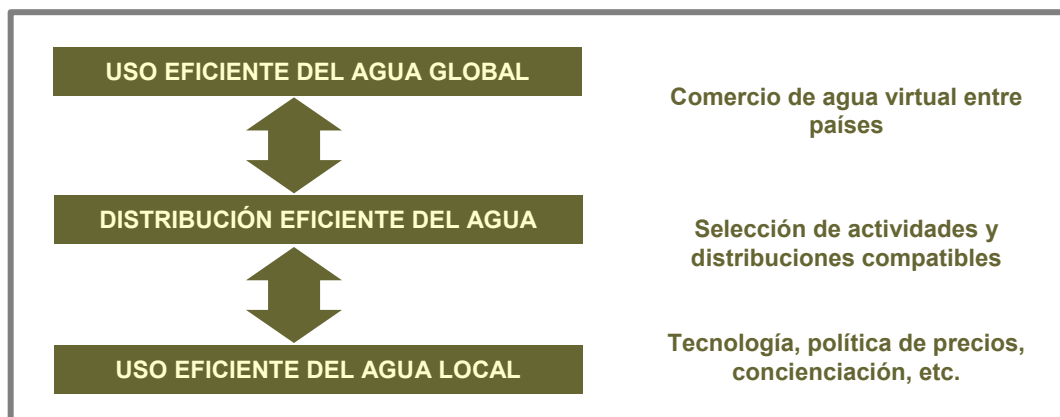 USO EFICIENTE DEL AGUA GLOBAL
Comercio de agua virtual entre
países
DISTRIBUCIÓN EFICIENTE DEL AGUA
Selección de actividades y
distribuciones compatibles
USO EFICIENTE DEL AGUA LOCAL
Tecnología, política de precios,
concienciación, etc.